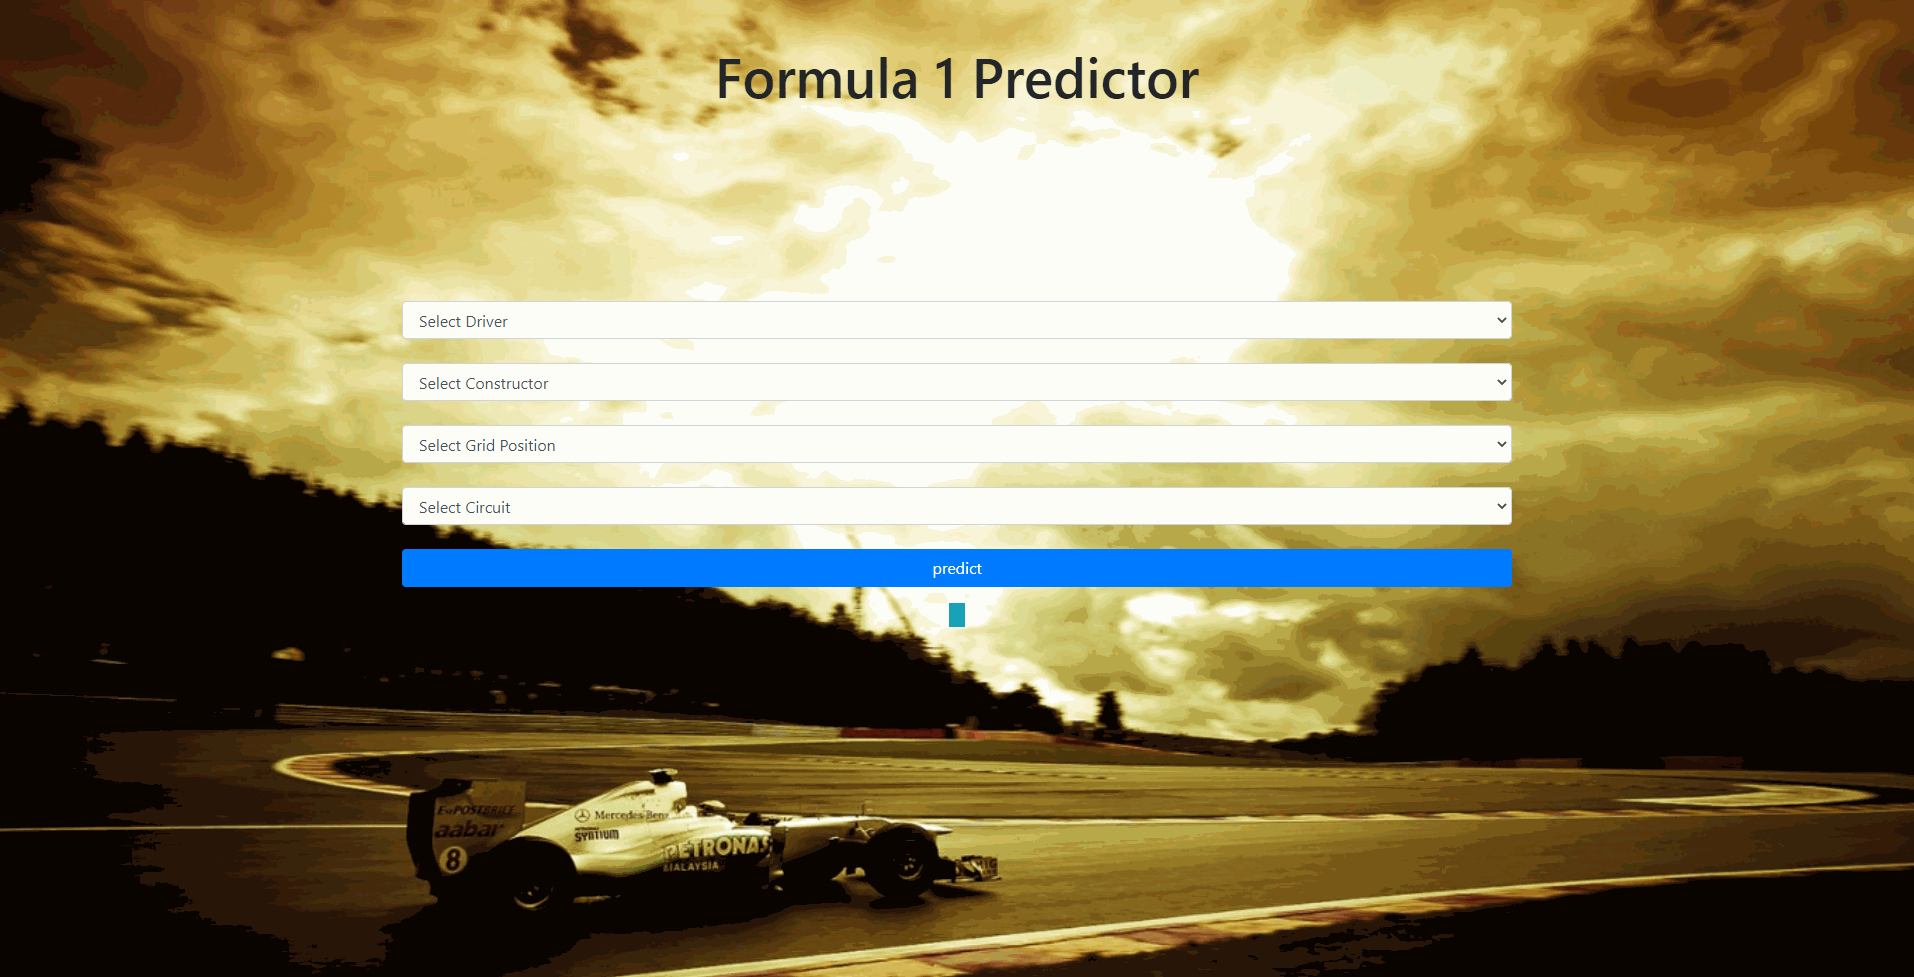 Formula 1 Predictor
Select Driver
Select Constructor
Select Grid Position
Select Circuit
predict
aabar
8
Mercedes-Benz
PETRONAS
SYNTIUM
PETRONAS
MALAYSIA